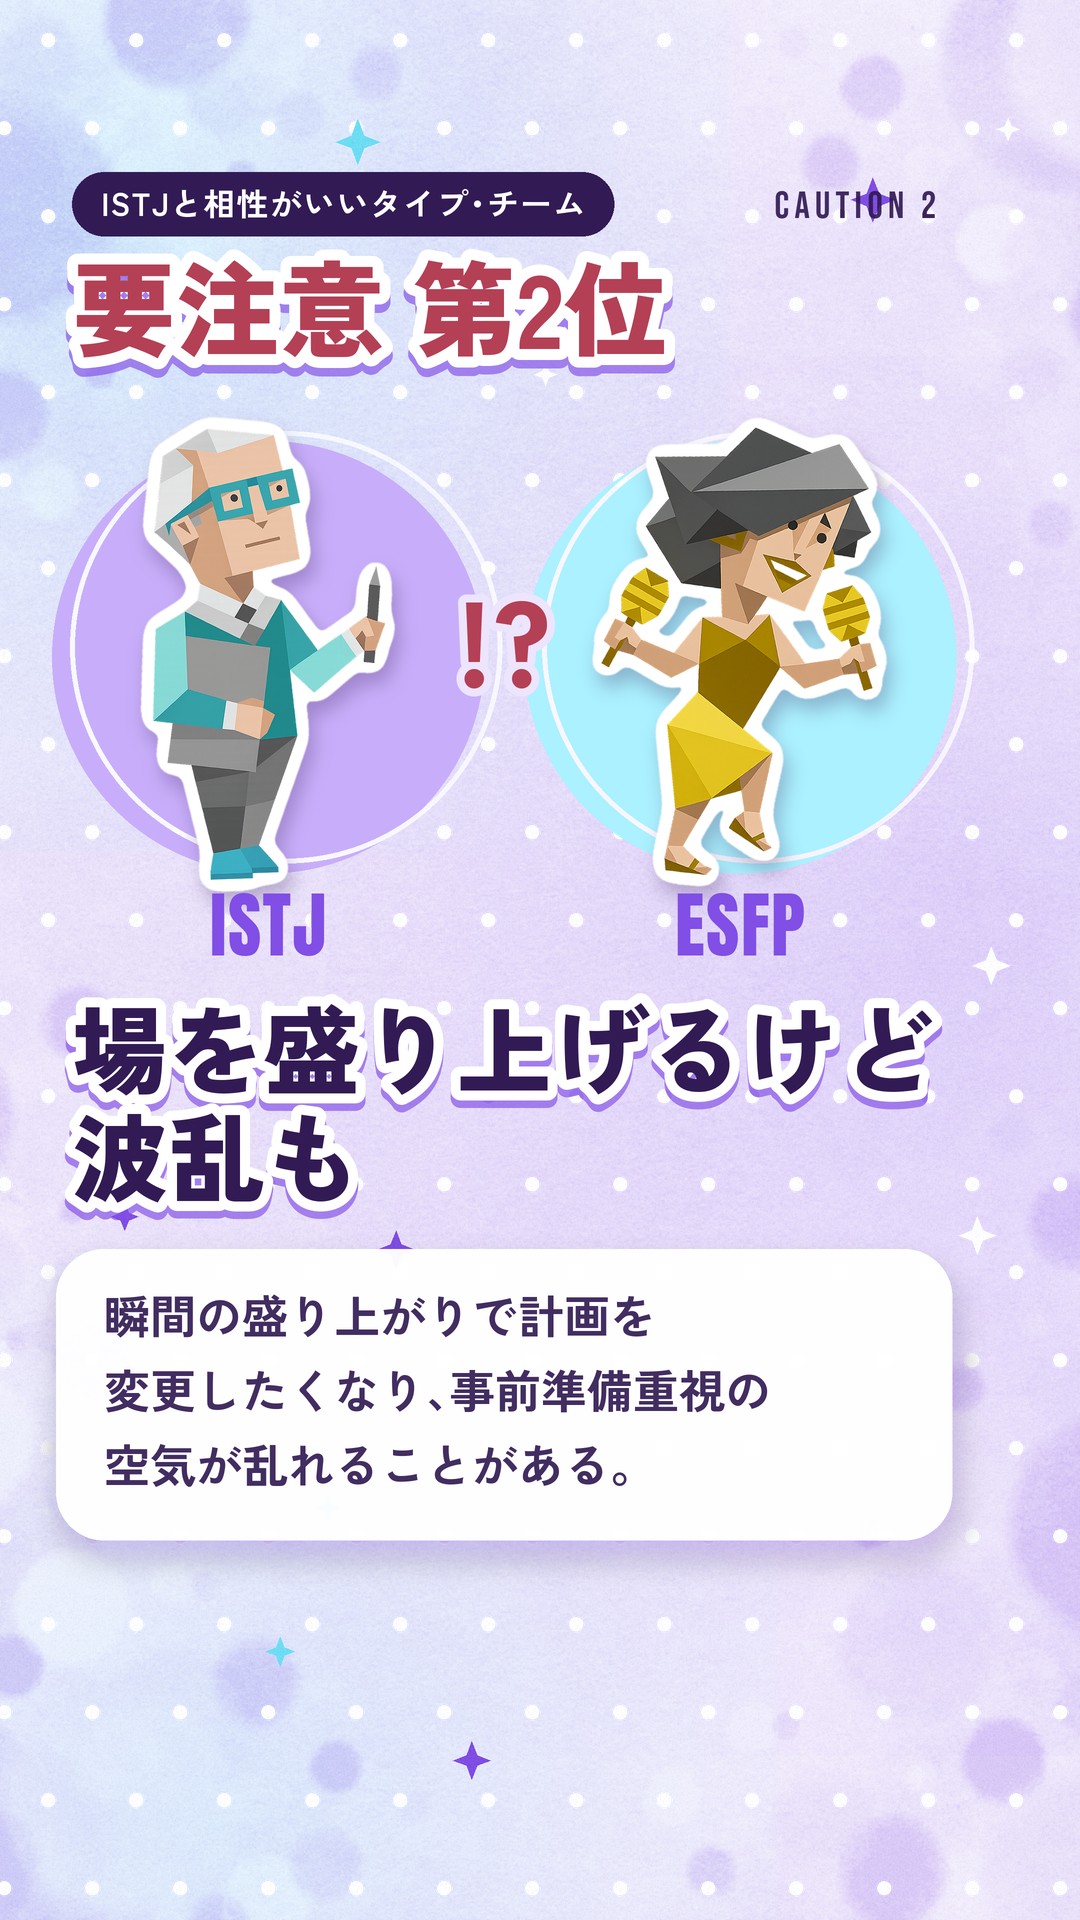 ISTJと相性がいいタイプ・チーム
CAUTION 2
要注意 第2位
!?
ISTJ
ESFP
場を盛り上げるけど
波乱も
瞬間の盛り上がりで計画を
変更したくなり、事前準備重視の
空気が乱れることがある。